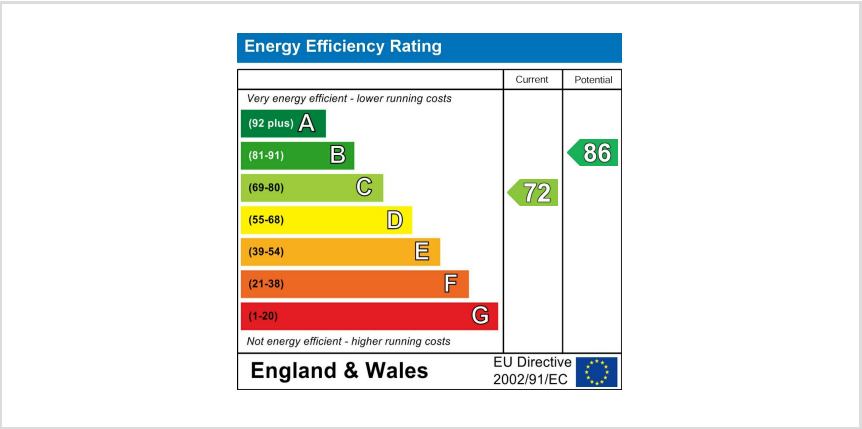 Energy Efficiency Rating
Current Potential
Very energy efficient - lower running costs
(92 plus) A
(81-91) B
86
(69-80) C
72
(55-68) D
(39-54) E
(21-38) F
(1-20) G
Not energy efficient - higher running costs
England & Wales
EU Directive
2002/91/EC